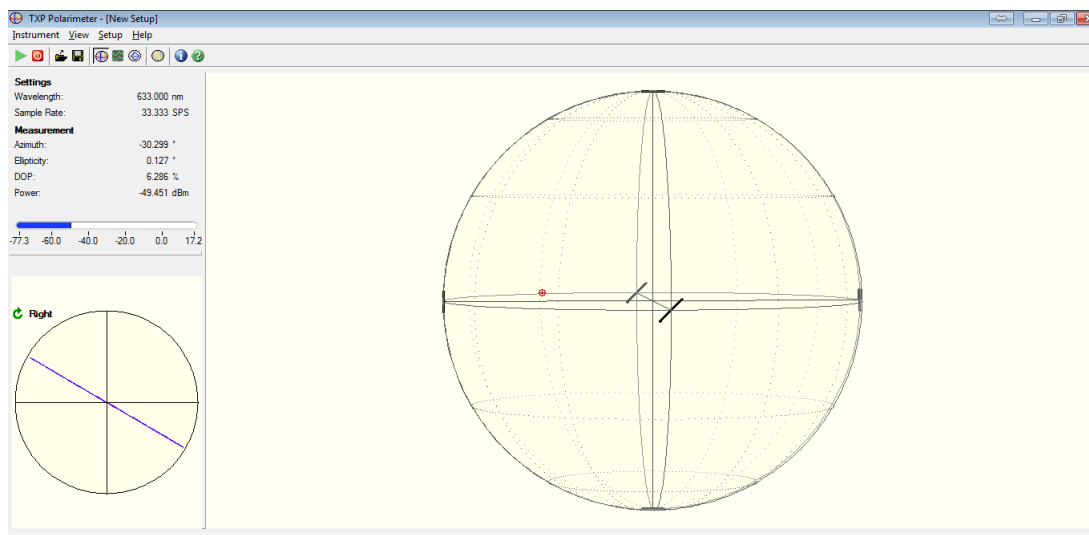 TXP Polarimeter - [New Setup]
Instrument View Setup Help
Settings
Wavelength: 633.000 nm
Sample Rate: 33.333 SPS
Measurement
Azimuth: -30.299 °
Ellipticity: 0.127 °
DOP: 6.286 %
Power: -49.451 dBm
-77.3 -60.0 -40.0 -20.0 0.0 17.2
Right